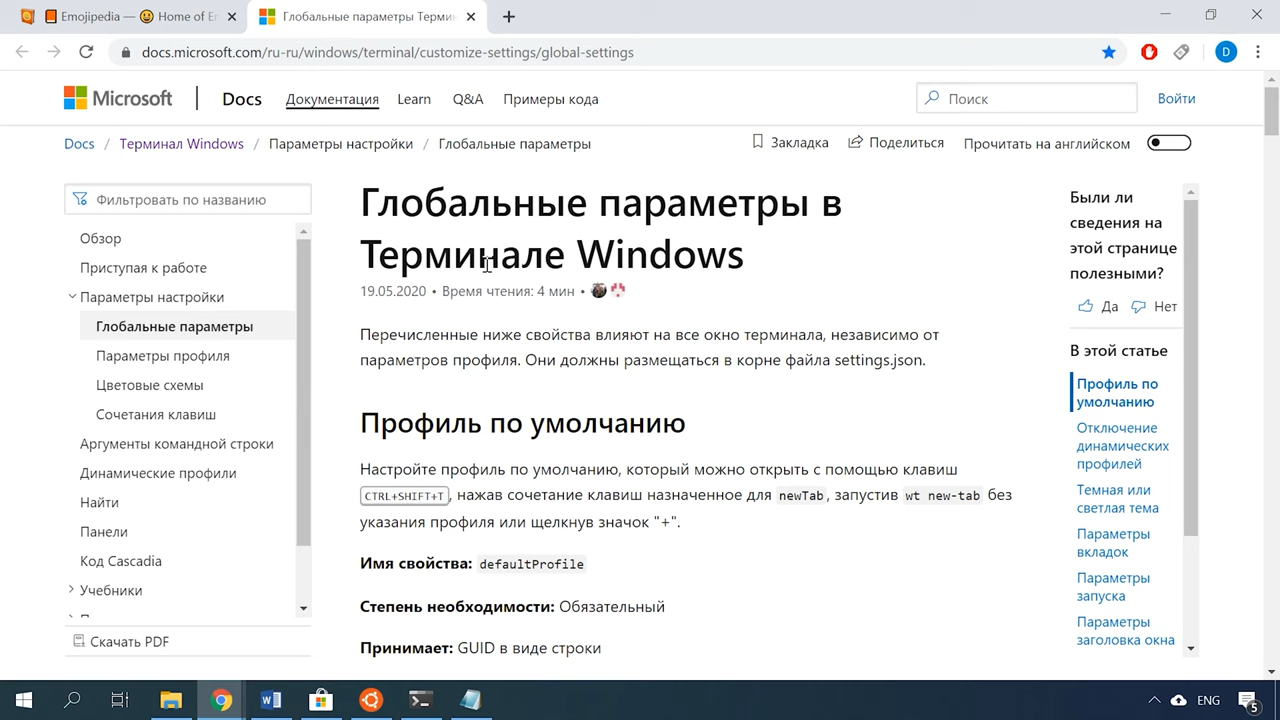 Emojipedia — 😃 Home of Em
Глобальные параметры Терми
docs.microsoft.com/ru-ru/windows/terminal/customize-settings/global-settings
D
Microsoft
Docs
Документация
Learn
Q&A
Примеры кода
Поиск
Войти
Docs / Терминал Windows / Параметры настройки / Глобальные параметры
Закладка
Поделиться
Прочитать на английском
Фильтровать по названию
Обзор
Приступая к работе
Параметры настройки
Глобальные параметры
Параметры профиля
Цветовые схемы
Сочетания клавиш
Аргументы командной строки
Динамические профили
Найти
Панели
Код Cascadia
Учебники
Скачать PDF
Глобальные параметры в
Терминале Windows
19.05.2020 • Время чтения: 4 мин •
Перечисленные ниже свойства влияют на все окно терминала, независимо от
параметров профиля. Они должны размещаться в корне файла settings.json.
Профиль по умолчанию
Настройте профиль по умолчанию, который можно открыть с помощью клавиш
CTRL+SHIFT+T, нажав сочетание клавиш назначенное для newTab, запустив wt new-tab без
указания профиля или щелкнув значок "+".
Имя свойства: defaultProfile
Степень необходимости: Обязательный
Принимает: GUID в виде строки
Были ли
сведения на
этой странице
полезными?
Да
Нет
В этой статье
Профиль по
умолчанию
Отключение
динамических
профилей
Темная или
светлая тема
Параметры
вкладок
Параметры
запуска
Параметры
заголовка окна
ENG
5